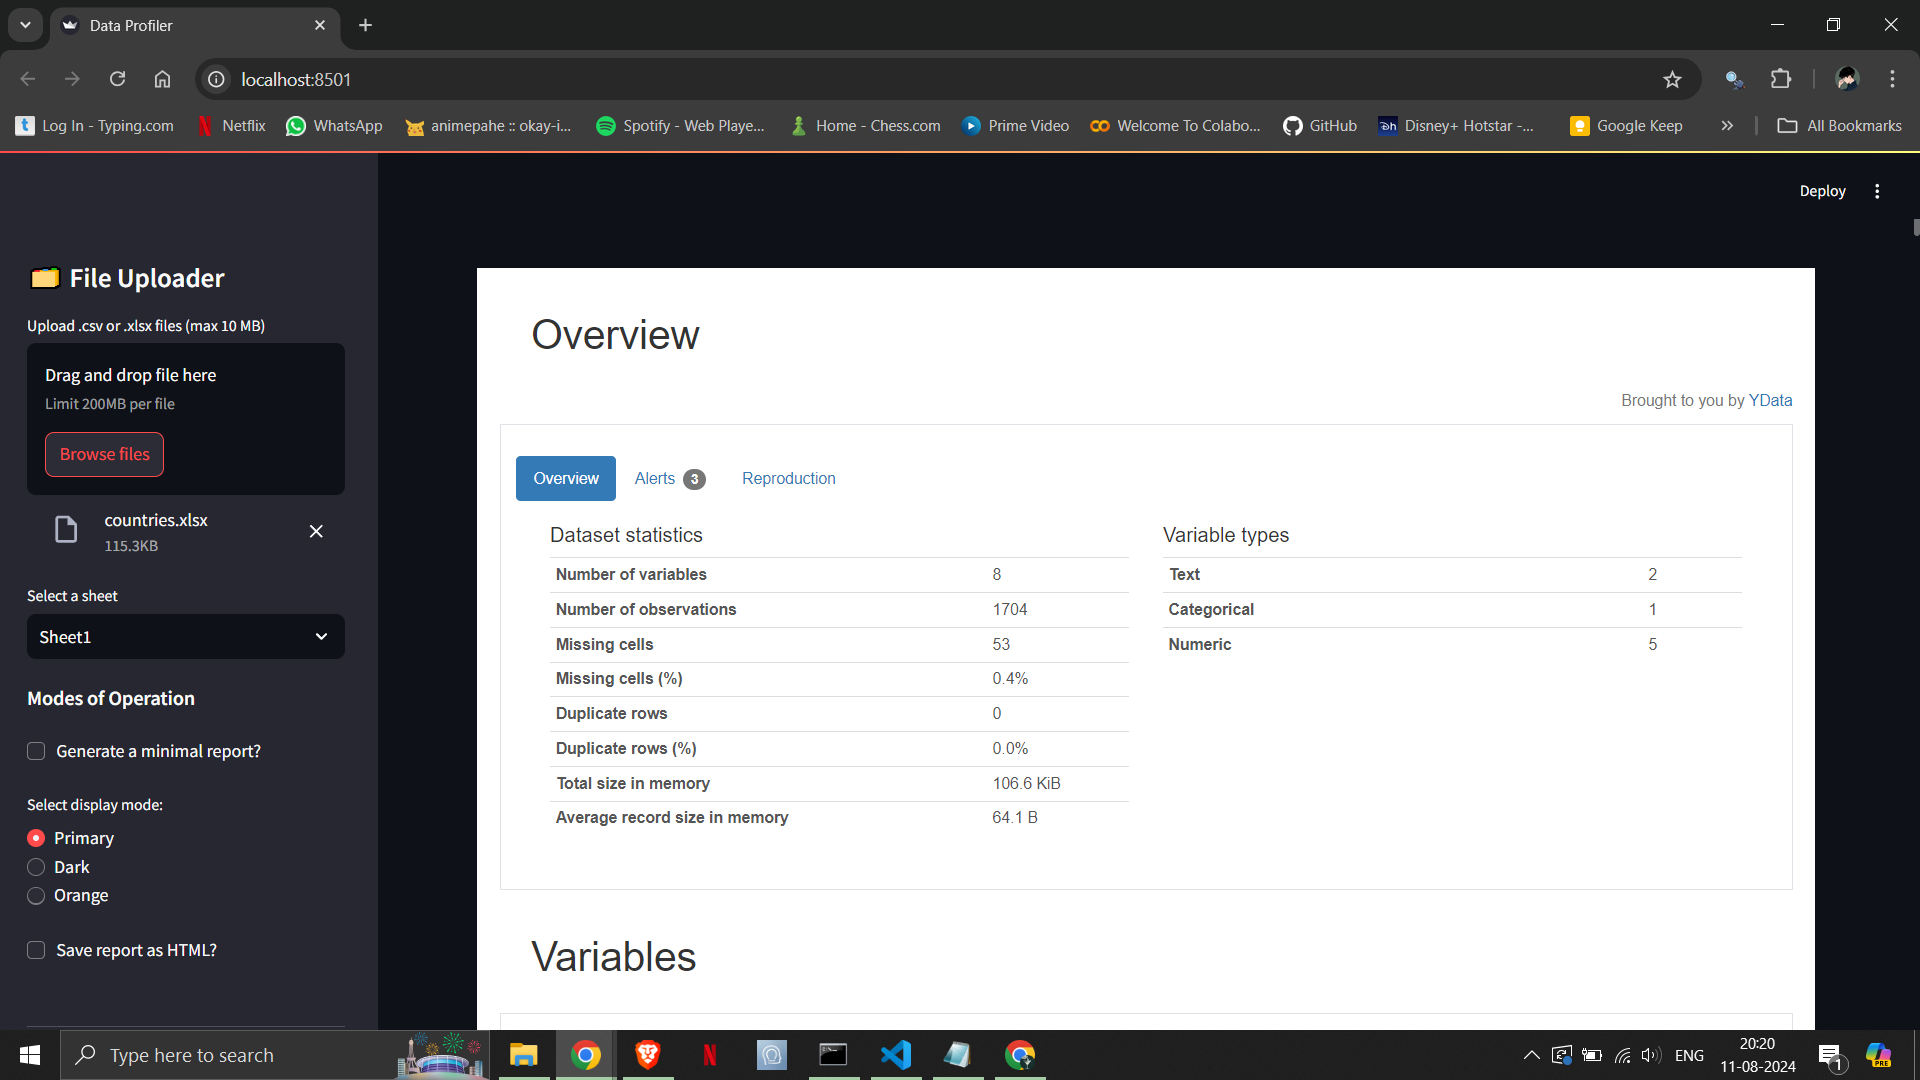 Data Profiler
localhost:8501
Log In - Typing.com
Netflix
WhatsApp
animepahe :: okay-i...
Spotify - Web Playe...
Home - Chess.com
Prime Video
Welcome To Colabo...
GitHub
Disney+ Hotstar -...
Google Keep
All Bookmarks
Deploy
File Uploader
Upload .csv or .xlsx files (max 10 MB)
Drag and drop file here
Limit 200MB per file
Browse files
countries.xlsx
115.3KB
Select a sheet
Sheet1
Modes of Operation
Generate a minimal report?
Select display mode:
Primary
Dark
Orange
Save report as HTML?
Overview
Brought to you by YData
Overview Alerts 3 Reproduction
Dataset statistics
Number of variables 8
Number of observations 1704
Missing cells 53
Missing cells (%) 0.4%
Duplicate rows 0
Duplicate rows (%) 0.0%
Total size in memory 106.6 KiB
Average record size in memory 64.1 B
Variable types
Text 2
Categorical 1
Numeric 5
Variables
Type here to search
ENG
20:20
11-08-2024
1
PRE